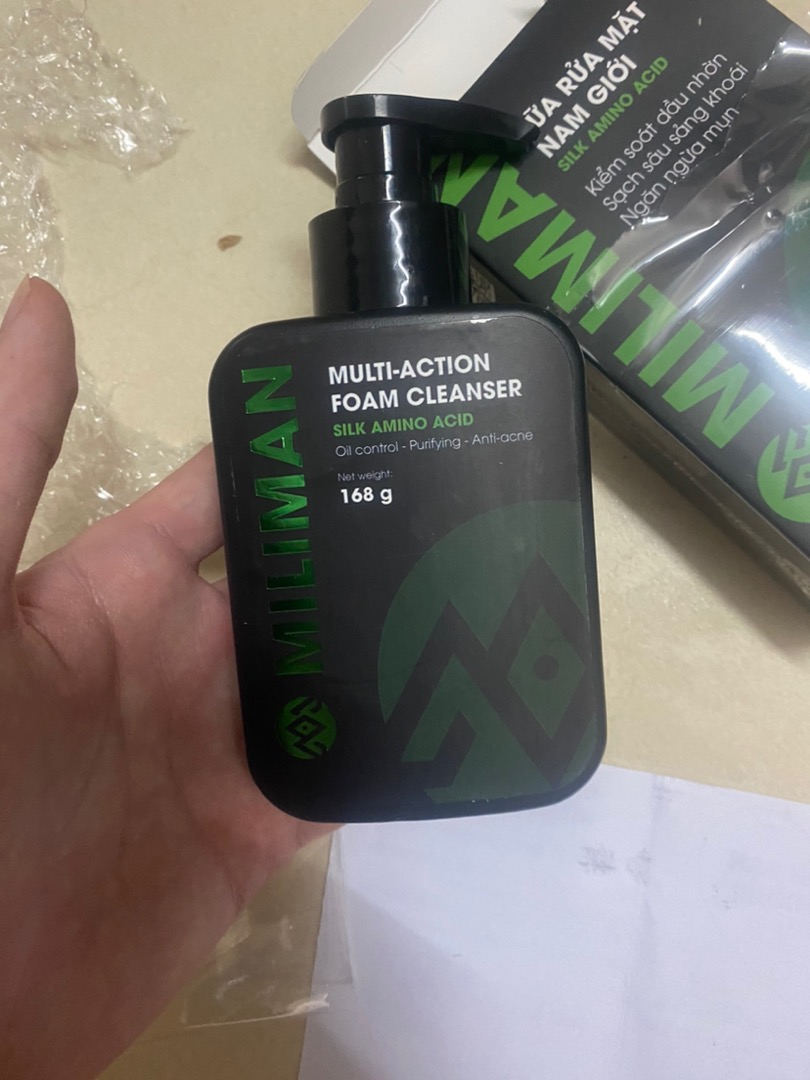 MULTI-ACTION
FOAM CLEANSER
SILK AMINO ACID
Oil control - Purifying - Anti-acne
Net weight:
168 g
MILIMAN
ỮA RỬA MẶT
NAM GIỚI
SILK AMINO ACID
Kiểm soát dầu nhờn
Sạch sâu sảng khoái
Ngăn ngừa mụn
MILIMAN